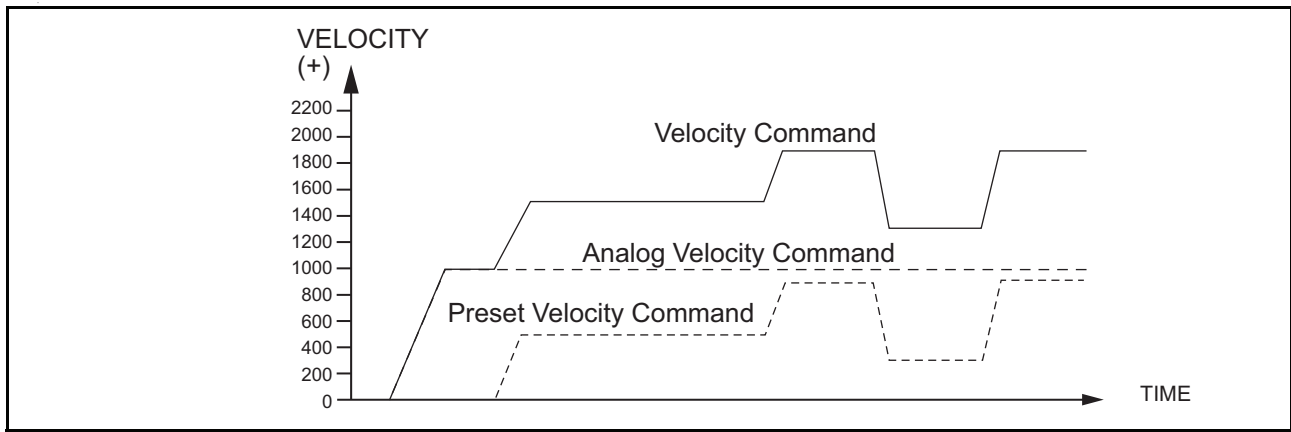 VELOCITY
(+)
2200
2000
1800
1600
1400
1200
1000
800
600
400
200
0
Velocity Command
Analog Velocity Command
Preset Velocity Command
TIME